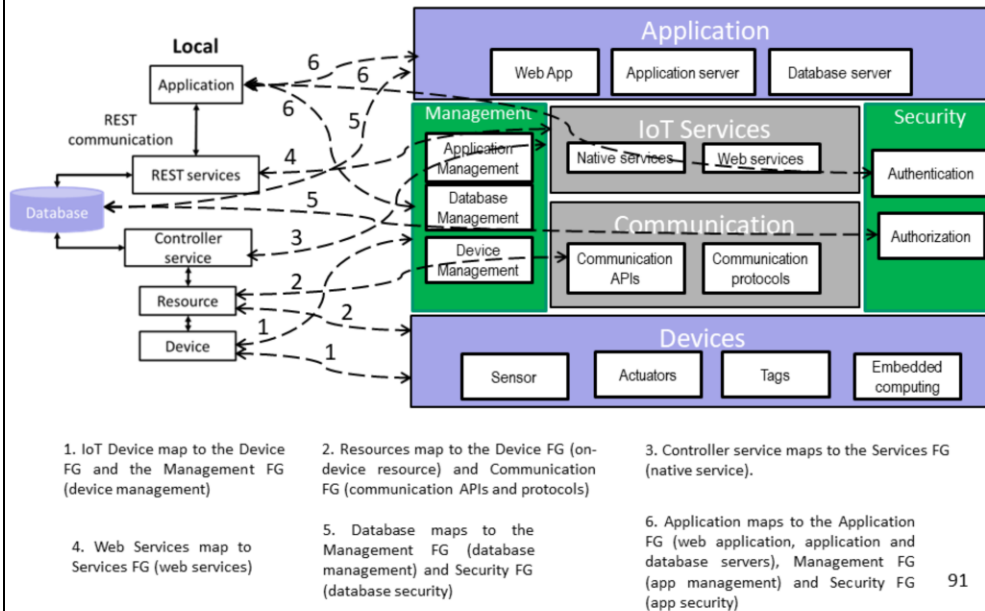 Local
Application
REST
communication
REST services
Database
Controller
service
Resource
Device
6
6
6
5
4
5
3
2
2
1
1
Application
Web App
Application server
Database server
Management
Application
Management
Database
Management
Device
Management
IoT Services
Native services
Web services
Communication
Communication
APIs
Communication
protocols
Security
Authentication
Authorization
Devices
Sensor
Actuators
Tags
Embedded
computing
1. IoT Device map to the Device
FG and the Management FG
(device management)
2. Resources map to the Device FG (on-
device resource) and Communication
FG (communication APIs and protocols)
3. Controller service maps to the Services FG
(native service).
4. Web Services map to
Services FG (web services)
5. Database maps to the
Management FG (database
management) and Security FG
(database security)
6. Application maps to the Application
FG (web application, application and
database servers), Management FG
(app management) and Security FG
(app security)
91